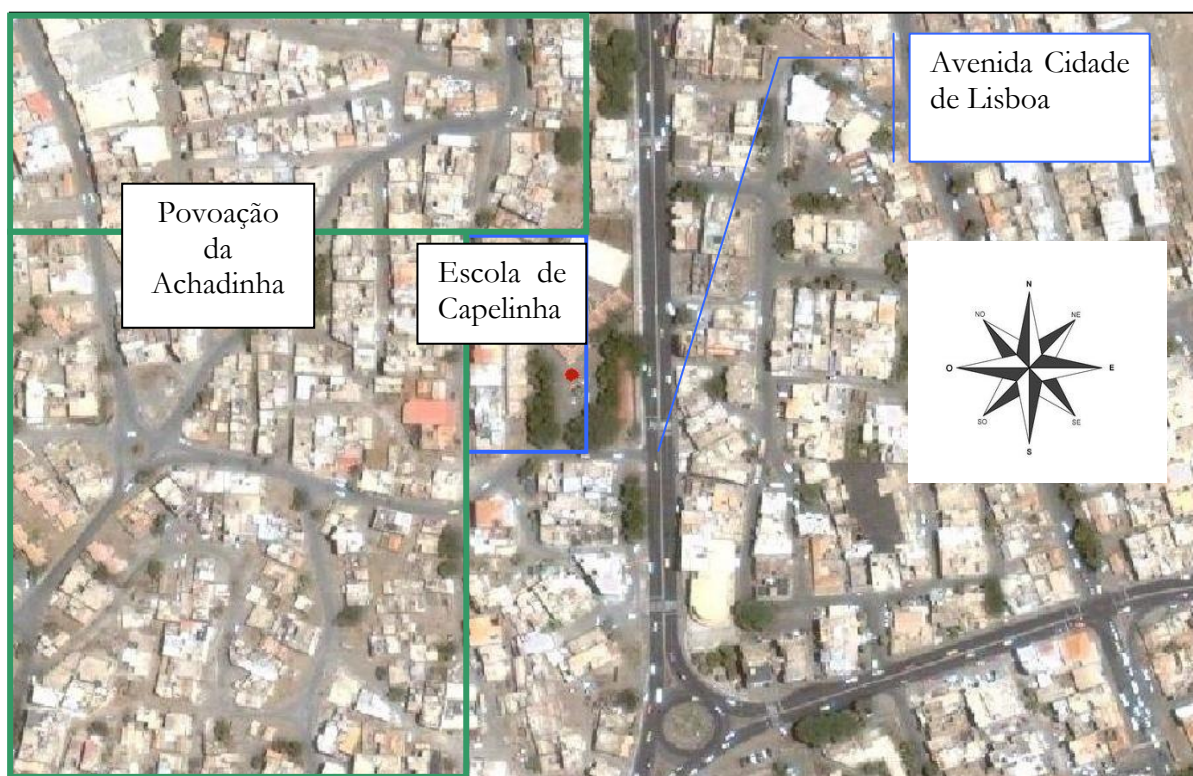 Avenida Cidade
de Lisboa
Povoação
da
Achadinha
Escola de
Capelinha
N
NO
NE
O
E
SO
SE
S